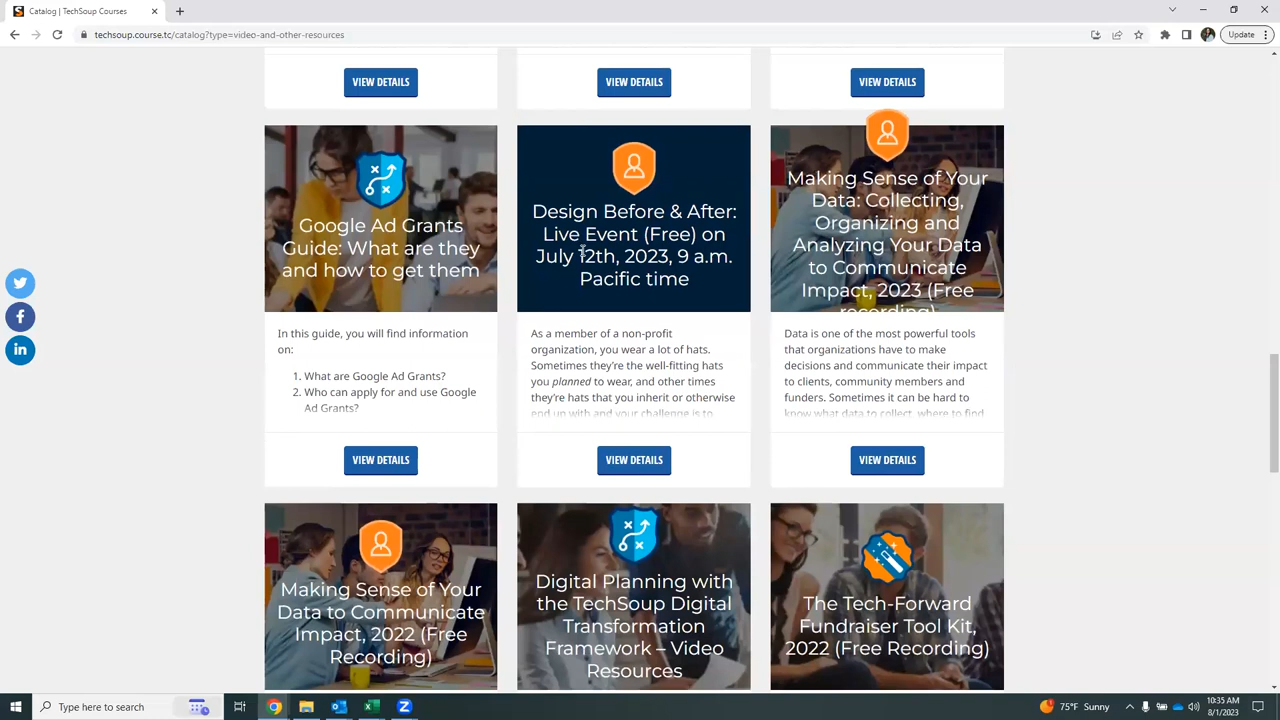 Catalog | TechSoup Courses
techsoup.course.tc/catalog?type=video-and-other-resources
Update
VIEW DETAILS
VIEW DETAILS
VIEW DETAILS
Google Ad Grants
Guide: What are they
and how to get them
In this guide, you will find information
on:
1. What are Google Ad Grants?
2. Who can apply for and use Google
Ad Grants?
VIEW DETAILS
Design Before & After:
Live Event (Free) on
July 12th, 2023, 9 a.m.
Pacific time
As a member of a non-profit
organization, you wear a lot of hats.
Sometimes they're the well-fitting hats
you planned to wear, and other times
they're hats that you inherit or otherwise
end up with and your challenge is to
VIEW DETAILS
Making Sense of Your
Data: Collecting,
Organizing and
Analyzing Your Data
to Communicate
Impact, 2023 (Free
recording)
Data is one of the most powerful tools
that organizations have to make
decisions and communicate their impact
to clients, community members and
funders. Sometimes it can be hard to
know what data to collect, where to find
VIEW DETAILS
Making Sense of Your
Data to Communicate
Impact, 2022 (Free
Recording)
Digital Planning with
the TechSoup Digital
Transformation
Framework – Video
Resources
The Tech-Forward
Fundraiser Tool Kit,
2022 (Free Recording)
Type here to search
75°F Sunny
10:35 AM
8/1/2023